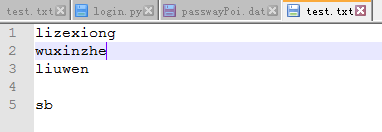 test.txt login.py passwayPoi.dat test.txt
1 lizexiong
2 wuxinzhe
3 liuwen
4
5 sb